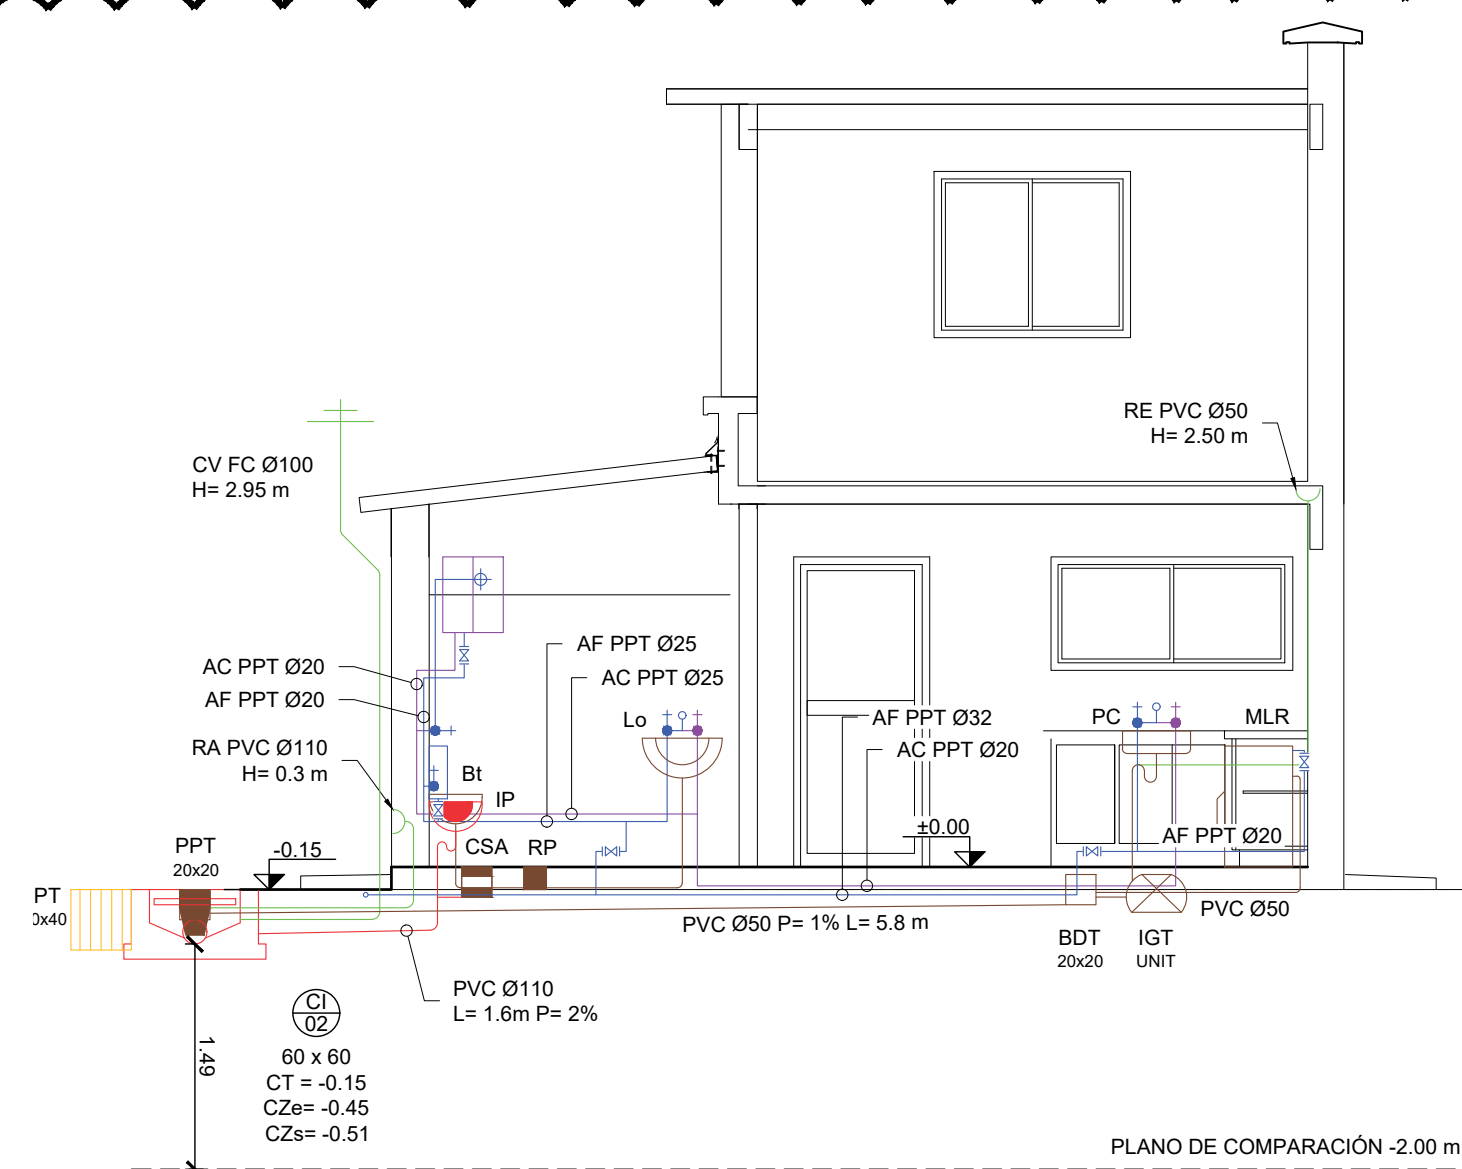 RE PVC Ø50
H= 2.50 m
CV FC Ø100
H= 2.95 m
AF PPT Ø25
AC PPT Ø20
AC PPT Ø25
AF PPT Ø20
Lo
AF PPT Ø32
PC
MLR
RA PVC Ø110
H= 0.3 m
AC PPT Ø20
Bt
IP
±0.00
AF PPT Ø20
PPT
20x20
-0.15
CSA
RP
PT
0x40
PVC Ø50 P= 1% L= 5.8 m
PVC Ø50
BDT
20x20
IGT
UNIT
PVC Ø110
L= 1.6m P= 2%
CI
02
1.49
60 x 60
CT = -0.15
CZe= -0.45
CZs= -0.51
PLANO DE COMPARACIÓN -2.00 m